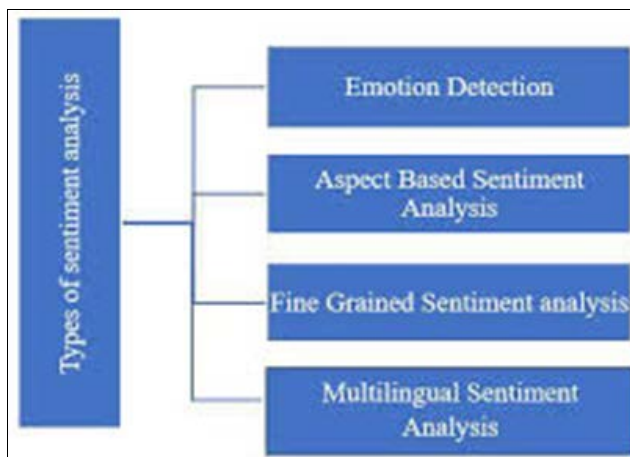 Types of sentiment analysis
Emotion Detection
Aspect Based Sentiment
Analysis
Fine Grained Sentiment analysis
Multilingual Sentiment
Analysis